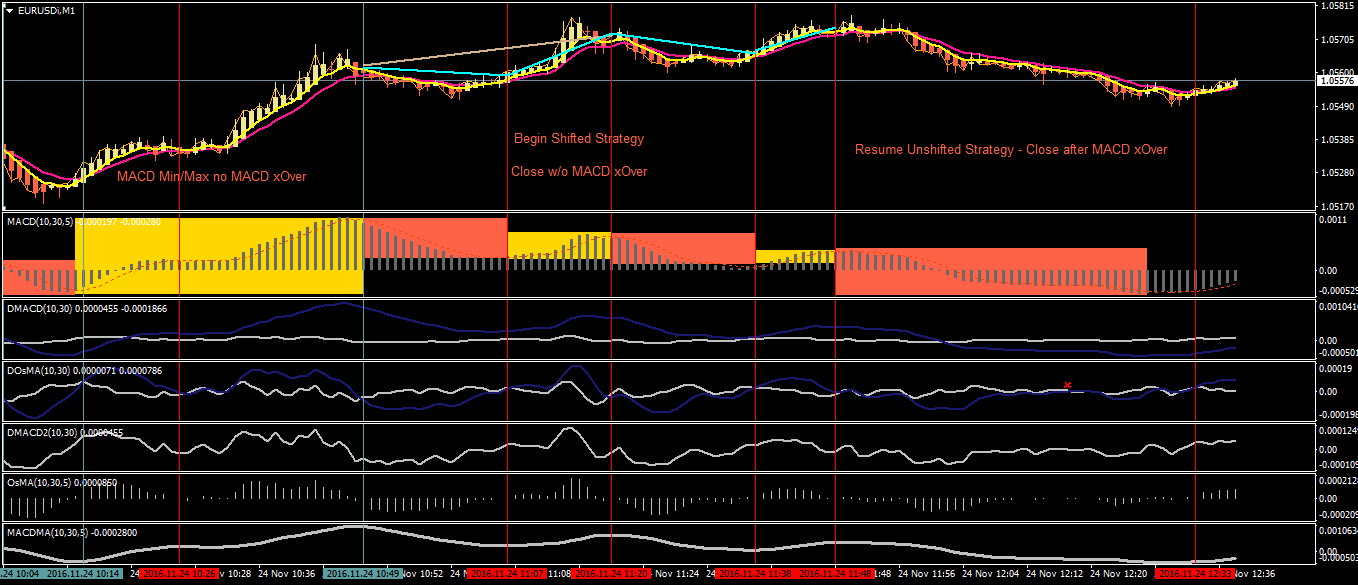 EURUSDi,M1
1.05815
1.05705
1.05600
1.05576
1.05490
1.05385
1.05280
1.05170
Begin Shifted Strategy
Close w/o MACD xOver
Resume Unshifted Strategy - Close after MACD xOver
MACD Min/Max no MACD xOver
MACD(10,30,5) -0.000197 -0.000280
0.0011
0.00
-0.000529
DMACD(10,30) 0.0000455 -0.0001866
0.0010416
0.00
-0.000501
DOsMA(10,30) 0.0000071 0.0000786
0.00019
0.00
-0.000198
DMACD2(10,30) 0.0000455
0.0001249
0.00
-0.000109
OsMA(10,30,5) 0.0000850
0.0002128
0.00
-0.000209
MACDMA(10,30,5) -0.0002800
0.0010634
0.00
-0.000503
.24 10:04 2016.11.24 10:14 24 2016.11.24 10:26 v 10:28 24 Nov 10:36 2016.11.24 10:49 ov 10:52 24 N 2016.11.24 11:07 11:08 2016.11.24 11:20 Nov 11:24 24 2016.11.24 11:38 2016.11.24 11:48 1:48 24 Nov 11:56 24 Nov 12:04 24 Nov 12:12 24 Nov 12:20 2016.11.24 12:33 Nov 12:36